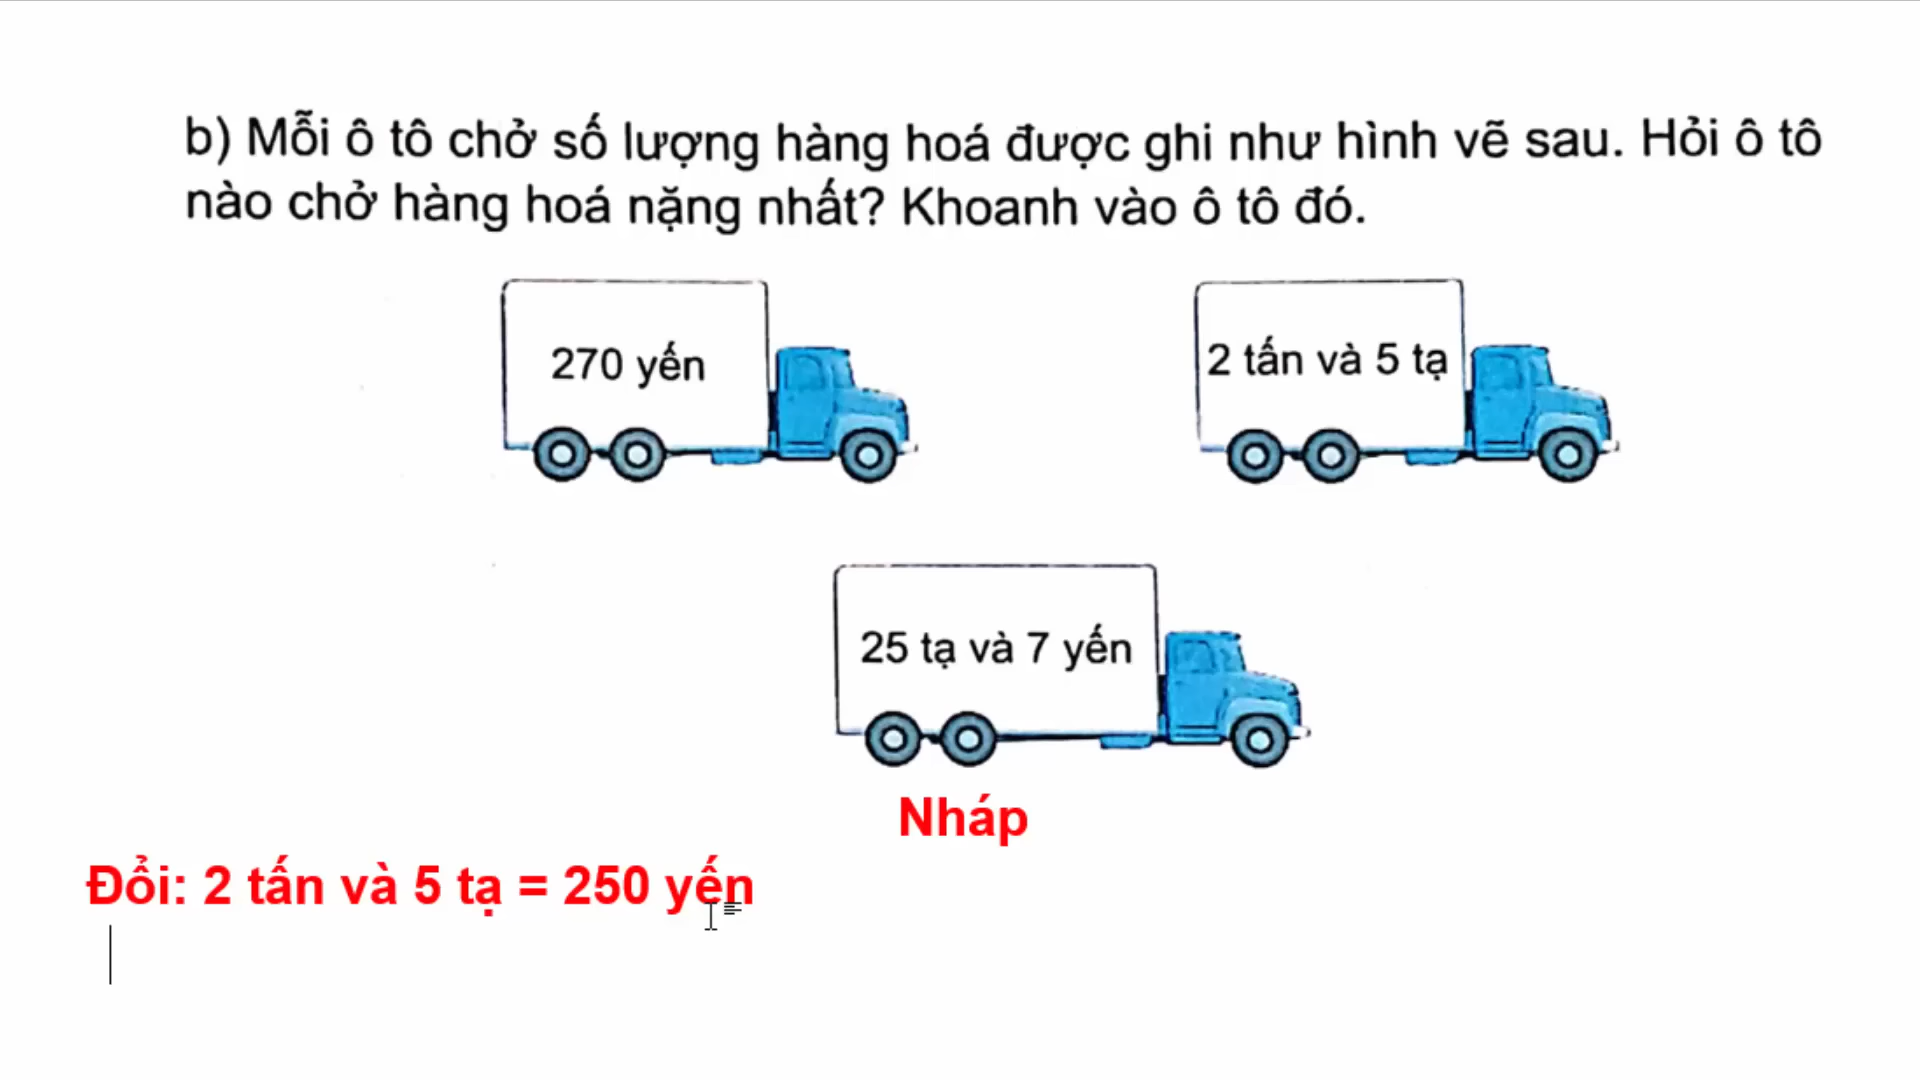 b) Mỗi ô tô chở số lượng hàng hoá được ghi như hình vẽ sau. Hỏi ô tô
nào chở hàng hoá nặng nhất? Khoanh vào ô tô đó.
270 yến
2 tấn và 5 tạ
25 tạ và 7 yến
Nháp
Đổi: 2 tấn và 5 tạ = 250 yến